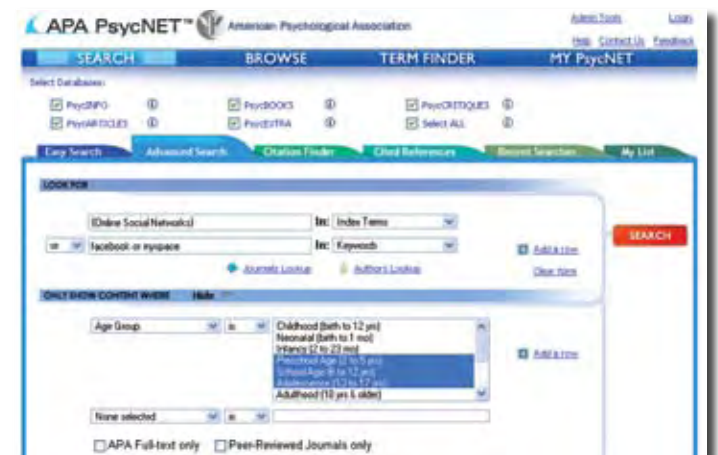 APA PsycNET™ American Psychological Association Admin Tools Login
Help Contact Us Feedback
SEARCH BROWSE TERM FINDER MY PsycNET
Select Databases:
PsycINFO PsycBOOKS PsycCRITIQUES
PsycARTICLES PsycEXTRA Select ALL
Easy Search Advanced Search Citation Finder Cited References Recent Searches My List
LOOK FOR
(Online Social Networks) In: Index Terms
or facebook or myspace In: Keywords Add a row
SEARCH
Journals Lookup Authors Lookup Clear form
ONLY SHOW CONTENT WHERE Hide
Age Group is Childhood (birth to 12 yrs)
Neonatal (birth to 1 mo)
Infancy (2 to 23 mo)
Preschool Age (2 to 5 yrs) Add a row
School Age (6 to 12 yrs)
Adolescence (13 to 17 yrs)
Adulthood (18 yrs & older)
None selected is
APA Full-text only Peer-Reviewed Journals only